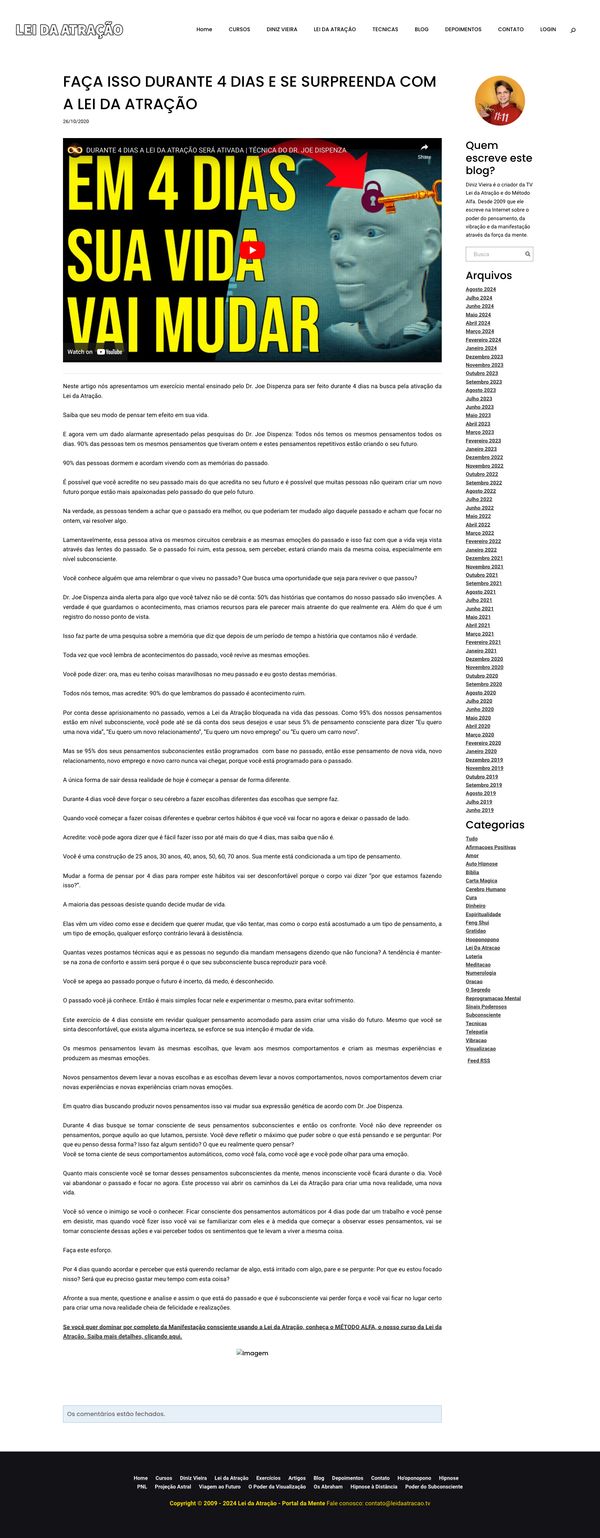 LEI DA ATRAÇÃO
Home CURSOS DINIZ VIEIRA LEI DA ATRAÇÃO TECNICAS BLOG DEPOIMENTOS CONTATO LOGIN
FAÇA ISSO DURANTE 4 DIAS E SE SURPREENDA COM
A LEI DA ATRAÇÃO
26/10/2020
DURANTE 4 DIAS A LEI DA ATRAÇÃO SERÁ ATIVADA | TÉCNICA DO DR. JOE DISPENZA
Share
EM 4 DIAS
SUA VIDA
VAI MUDAR
Watch on YouTube
Neste artigo nós apresentamos um exercício mental ensinado pelo Dr. Joe Dispenza para ser feito durante 4 dias na busca pela ativação da
Lei da Atração.
Saiba que seu modo de pensar tem efeito em sua vida.
E agora vem um dado alarmante apresentado pelas pesquisas do Dr. Joe Dispenza: Todos nós temos os mesmos pensamentos todos os
dias. 90% das pessoas tem os mesmos pensamentos que tiveram ontem e estes pensamentos repetitivos estão criando o seu futuro.
90% das pessoas dormem e acordam vivendo com as memórias do passado.
É possível que você acredite no seu passado mais do que acredita no seu futuro e é possível que muitas pessoas não queiram criar um novo
futuro porque estão mais apaixonadas pelo passado do que pelo futuro.
Na verdade, as pessoas tendem a achar que o passado era melhor, ou que poderiam ter mudado algo daquele passado e acham que focar no
ontem, vai resolver algo.
Lamentavelmente, essa pessoa ativa os mesmos circuitos cerebrais e as mesmas emoções do passado e isso faz com que a vida veja vista
através das lentes do passado. Se o passado foi ruim, esta pessoa, sem perceber, estará criando mais da mesma coisa, especialmente em
nível subconsciente.
Você conhece alguém que ama relembrar o que viveu no passado? Que busca uma oportunidade que seja para reviver o que passou?
Dr. Joe Dispenza ainda alerta para algo que você talvez não se dê conta: 50% das histórias que contamos do nosso passado são invenções. A
verdade é que guardamos o acontecimento, mas criamos recursos para ele parecer mais atraente do que realmente era. Além do que é um
registro do nosso ponto de vista.
Isso faz parte de uma pesquisa sobre a memória que diz que depois de um período de tempo a história que contamos não é verdade.
Toda vez que você lembra de acontecimentos do passado, você revive as mesmas emoções.
Você pode dizer: ora, mas eu tenho coisas maravilhosas no meu passado e eu gosto destas memórias.
Todos nós temos, mas acredite: 90% do que lembramos do passado é acontecimento ruim.
Por conta desse aprisionamento no passado, vemos a Lei da Atração bloqueada na vida das pessoas. Como 95% dos nossos pensamentos
estão em nível subconsciente, você pode até se dá conta dos seus desejos e usar seus 5% de pensamento consciente para dizer “Eu quero
uma nova vida”, “Eu quero um novo relacionamento”, “Eu quero um novo emprego” ou “Eu quero um carro novo”.
Mas se 95% dos seus pensamentos subconscientes estão programados com base no passado, então esse pensamento de nova vida, novo
relacionamento, novo emprego e novo carro nunca vai chegar, porque você está programado para o passado.
A única forma de sair dessa realidade de hoje é começar a pensar de forma diferente.
Durante 4 dias você deve forçar o seu cérebro a fazer escolhas diferentes das escolhas que sempre faz.
Quando você começar a fazer coisas diferentes e quebrar certos hábitos é que você vai focar no agora e deixar o passado de lado.
Acredite: você pode agora dizer que é fácil fazer isso por até mais do que 4 dias, mas saiba que não é.
Você é uma construção de 25 anos, 30 anos, 40, anos, 50, 60, 70 anos. Sua mente está condicionada a um tipo de pensamento.
Mudar a forma de pensar por 4 dias para romper este hábitos vai ser desconfortável porque o corpo vai dizer “por que estamos fazendo
isso?”.
A maioria das pessoas desiste quando decide mudar de vida.
Elas vêm um vídeo como esse e decidem que querer mudar, que vão tentar, mas como o corpo está acostumado a um tipo de pensamento, a
um tipo de emoção, qualquer esforço contrário levará à desistência.
Quantas vezes postamos técnicas aqui e as pessoas no segundo dia mandam mensagens dizendo que não funciona? A tendência é manter-
se na zona de conforto e assim será porque é o que seu subconsciente busca reproduzir para você.
Você se apega ao passado porque o futuro é incerto, dá medo, é desconhecido.
O passado você já conhece. Então é mais simples focar nele e experimentar o mesmo, para evitar sofrimento.
Este exercício de 4 dias consiste em revidar qualquer pensamento acomodado para assim criar uma visão do futuro. Mesmo que você se
sinta desconfortável, que exista alguma incerteza, se esforce se sua intenção é mudar de vida.
Os mesmos pensamentos levam às mesmas escolhas, que levam aos mesmos comportamentos e criam as mesmas experiências e
produzem as mesmas emoções.
Novos pensamentos devem levar a novas escolhas e as escolhas devem levar a novos comportamentos, novos comportamentos devem criar
novas experiências e novas experiências criam novas emoções.
Em quatro dias buscando produzir novos pensamentos isso vai mudar sua expressão genética de acordo com Dr. Joe Dispenza.
Durante 4 dias busque se tornar consciente de seus pensamentos subconscientes e então os confronte. Você não deve repreender os
pensamentos, porque aquilo ao que lutamos, persiste. Você deve refletir o máximo que puder sobre o que está pensando e se perguntar: Por
que eu penso dessa forma? Isso faz algum sentido? O que eu realmente quero pensar?
Você se torna ciente de seus comportamentos automáticos, como você fala, como você age e você pode olhar para uma emoção.
Quanto mais consciente você se tornar desses pensamentos subconscientes da mente, menos inconsciente você ficará durante o dia. Você
vai abandonar o passado e focar no agora. Este processo vai abrir os caminhos da Lei da Atração para criar uma nova realidade, uma nova
vida.
Você só vence o inimigo se você o conhecer. Ficar consciente dos pensamentos automáticos por 4 dias pode dar um trabalho e você pense
em desistir, mas quando você fizer isso você vai se familiarizar com eles e à medida que começar a observar esses pensamentos, vai se
tornar consciente dessas ações e vai perceber todos os sentimentos que te levam a viver a mesma coisa.
Faça este esforço.
Por 4 dias quando acordar e perceber que está querendo reclamar de algo, está irritado com algo, pare e se pergunte: Por que eu estou focado
nisso? Será que eu preciso gastar meu tempo com esta coisa?
Afronte a sua mente, questione e analise e assim o que está do passado e que é subconsciente vai perder força e você vai ficar no lugar certo
para criar uma nova realidade cheia de felicidade e realizações.
Se você quer dominar por completo da Manifestação consciente usando a Lei da Atração, conheça o MÉTODO ALFA, o nosso curso da Lei da
Atração. Saiba mais detalhes, clicando aqui.
Imagem
Os comentários estão fechados.
11:11
Quem
escreve este
blog?
Diniz Vieira é o criador da TV
Lei da Atração e do Método
Alfa. Desde 2009 que ele
escreve na Internet sobre o
poder do pensamento, da
vibração e da manifestação
através da força da mente.
Busca
Arquivos
Agosto 2024
Julho 2024
Junho 2024
Maio 2024
Abril 2024
Março 2024
Fevereiro 2024
Janeiro 2024
Dezembro 2023
Novembro 2023
Outubro 2023
Setembro 2023
Agosto 2023
Julho 2023
Junho 2023
Maio 2023
Abril 2023
Março 2023
Fevereiro 2023
Janeiro 2023
Dezembro 2022
Novembro 2022
Outubro 2022
Setembro 2022
Agosto 2022
Julho 2022
Junho 2022
Maio 2022
Abril 2022
Março 2022
Fevereiro 2022
Janeiro 2022
Dezembro 2021
Novembro 2021
Outubro 2021
Setembro 2021
Agosto 2021
Julho 2021
Junho 2021
Maio 2021
Abril 2021
Março 2021
Fevereiro 2021
Janeiro 2021
Dezembro 2020
Novembro 2020
Outubro 2020
Setembro 2020
Agosto 2020
Julho 2020
Junho 2020
Maio 2020
Abril 2020
Março 2020
Fevereiro 2020
Janeiro 2020
Dezembro 2019
Novembro 2019
Outubro 2019
Setembro 2019
Agosto 2019
Julho 2019
Junho 2019
Categorias
Tudo
Afirmacoes Positivas
Amor
Auto Hipnose
Bíblia
Carta Magica
Cerebro Humano
Cura
Dinheiro
Espiritualidade
Feng Shui
Gratidao
Hooponopono
Lei Da Atracao
Loteria
Meditacao
Numerologia
Oracao
O Segredo
Reprogramacao Mental
Sinais Poderosos
Subconsciente
Tecnicas
Telepatia
Vibracao
Visualizacao
Feed RSS
Home Cursos Diniz Vieira Lei da Atração Exercícios Artigos Blog Depoimentos Contato Ho'oponopono Hipnose
PNL Projeção Astral Viagem ao Futuro O Poder da Visualização Os Abraham Hipnose à Distância Poder do Subconsciente
Copyright © 2009 - 2024 Lei da Atração - Portal da Mente Fale conosco: contato@leidaatracao.tv